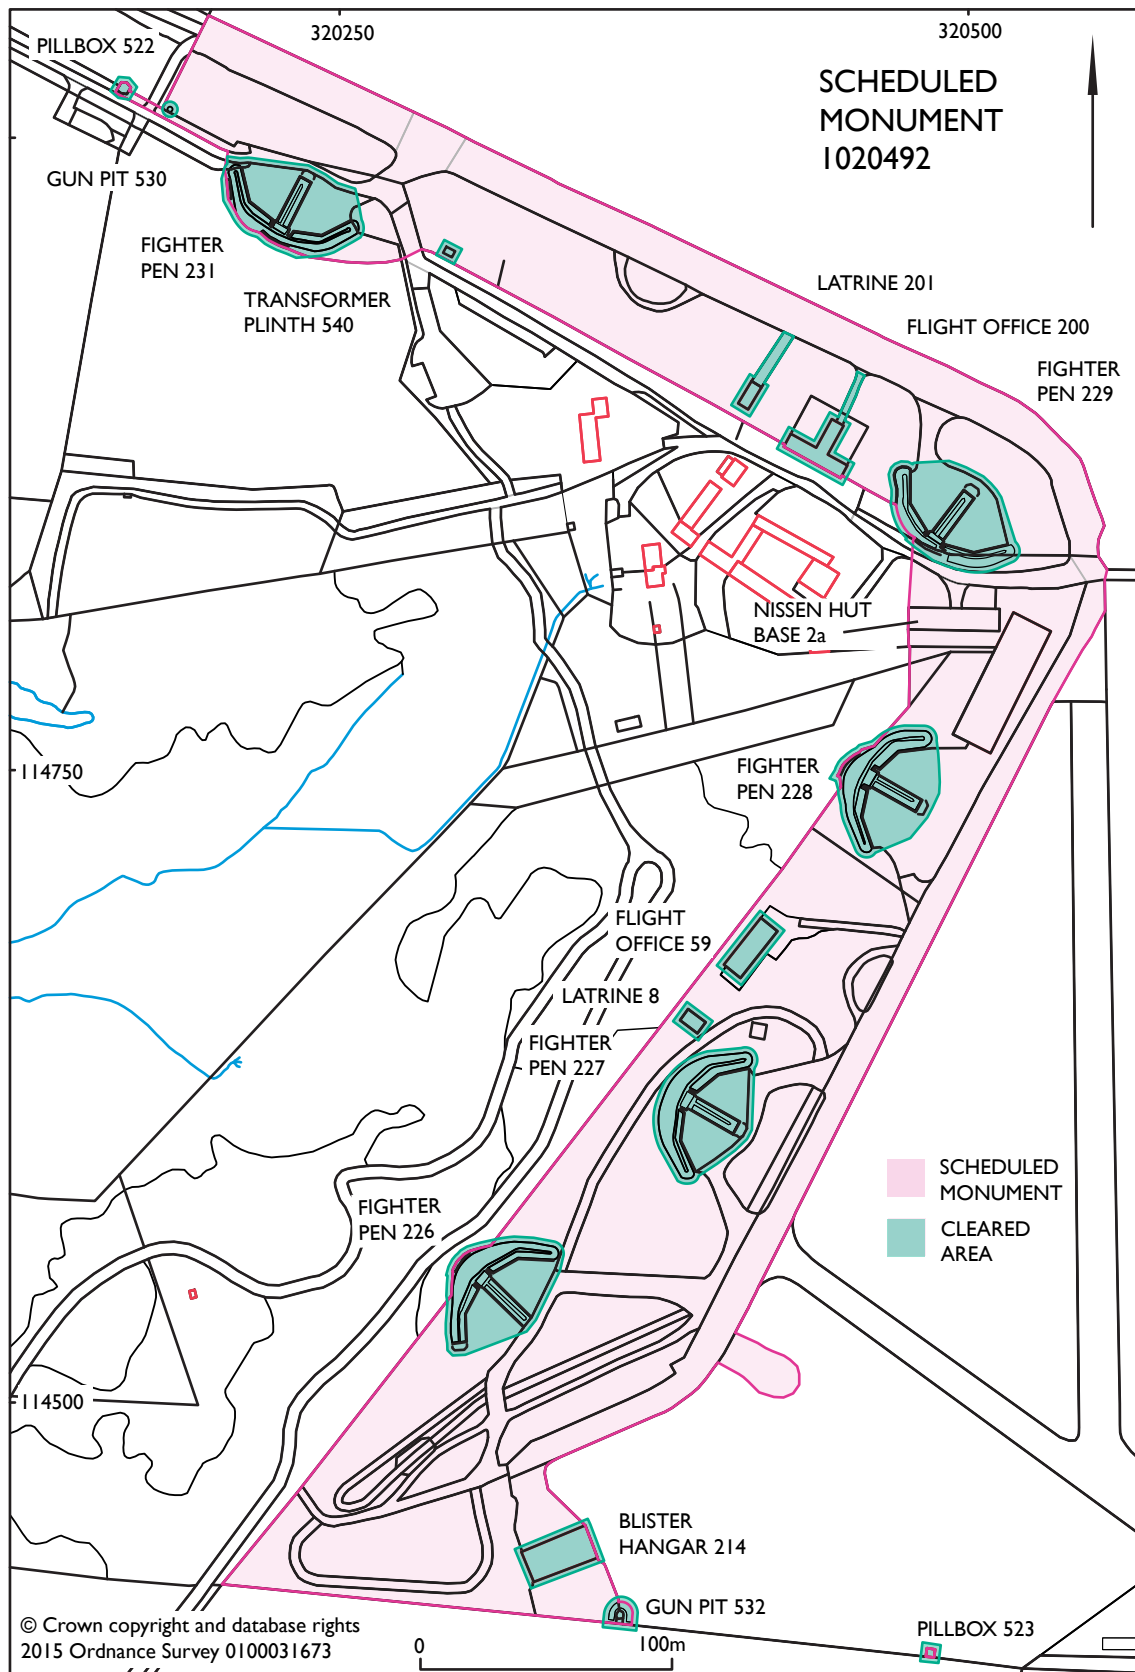 320250
320500
PILLBOX 522
SCHEDULED
MONUMENT
1020492
GUN PIT 530
FIGHTER
PEN 231
TRANSFORMER
PLINTH 540
LATRINE 201
FLIGHT OFFICE 200
FIGHTER
PEN 229
NISSEN HUT
BASE 2a
114750
FIGHTER
PEN 228
FLIGHT
OFFICE 59
LATRINE 8
FIGHTER
PEN 227
SCHEDULED
MONUMENT
CLEARED
AREA
FIGHTER
PEN 226
114500
BLISTER
HANGAR 214
GUN PIT 532
PILLBOX 523
© Crown copyright and database rights
2015 Ordnance Survey 0100031673
0
100m